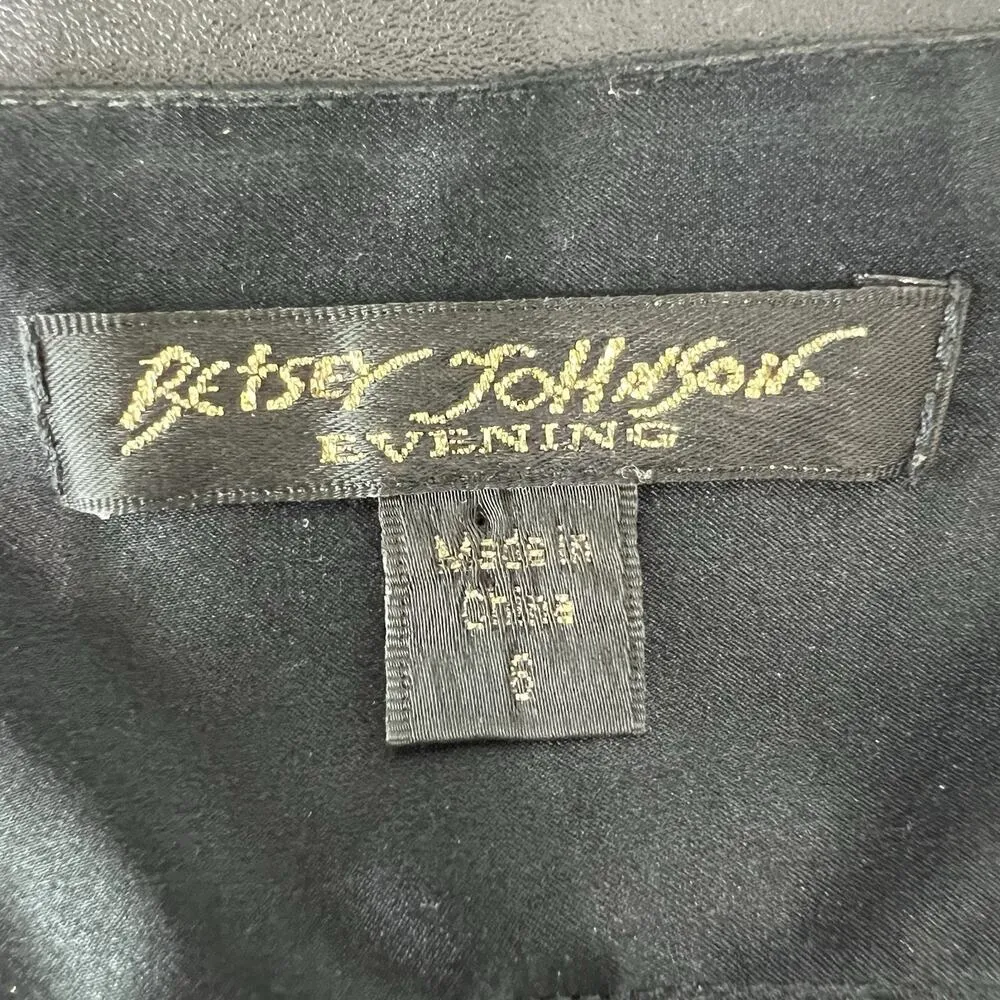 Betsey Johnson.
EVENING
Made in
China
6